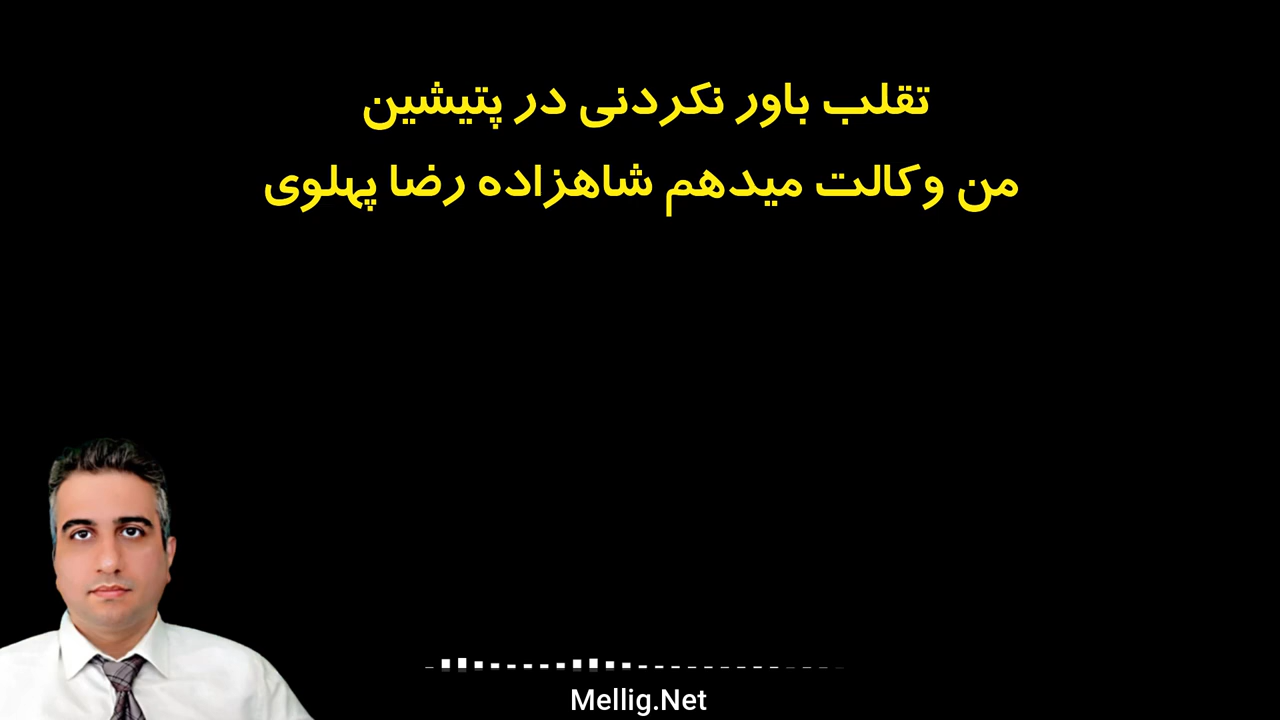 تقلب باور نکردنی در پتیشین
من وکالت میدهم شاهزاده رضا پهلوی
Mellig.Net